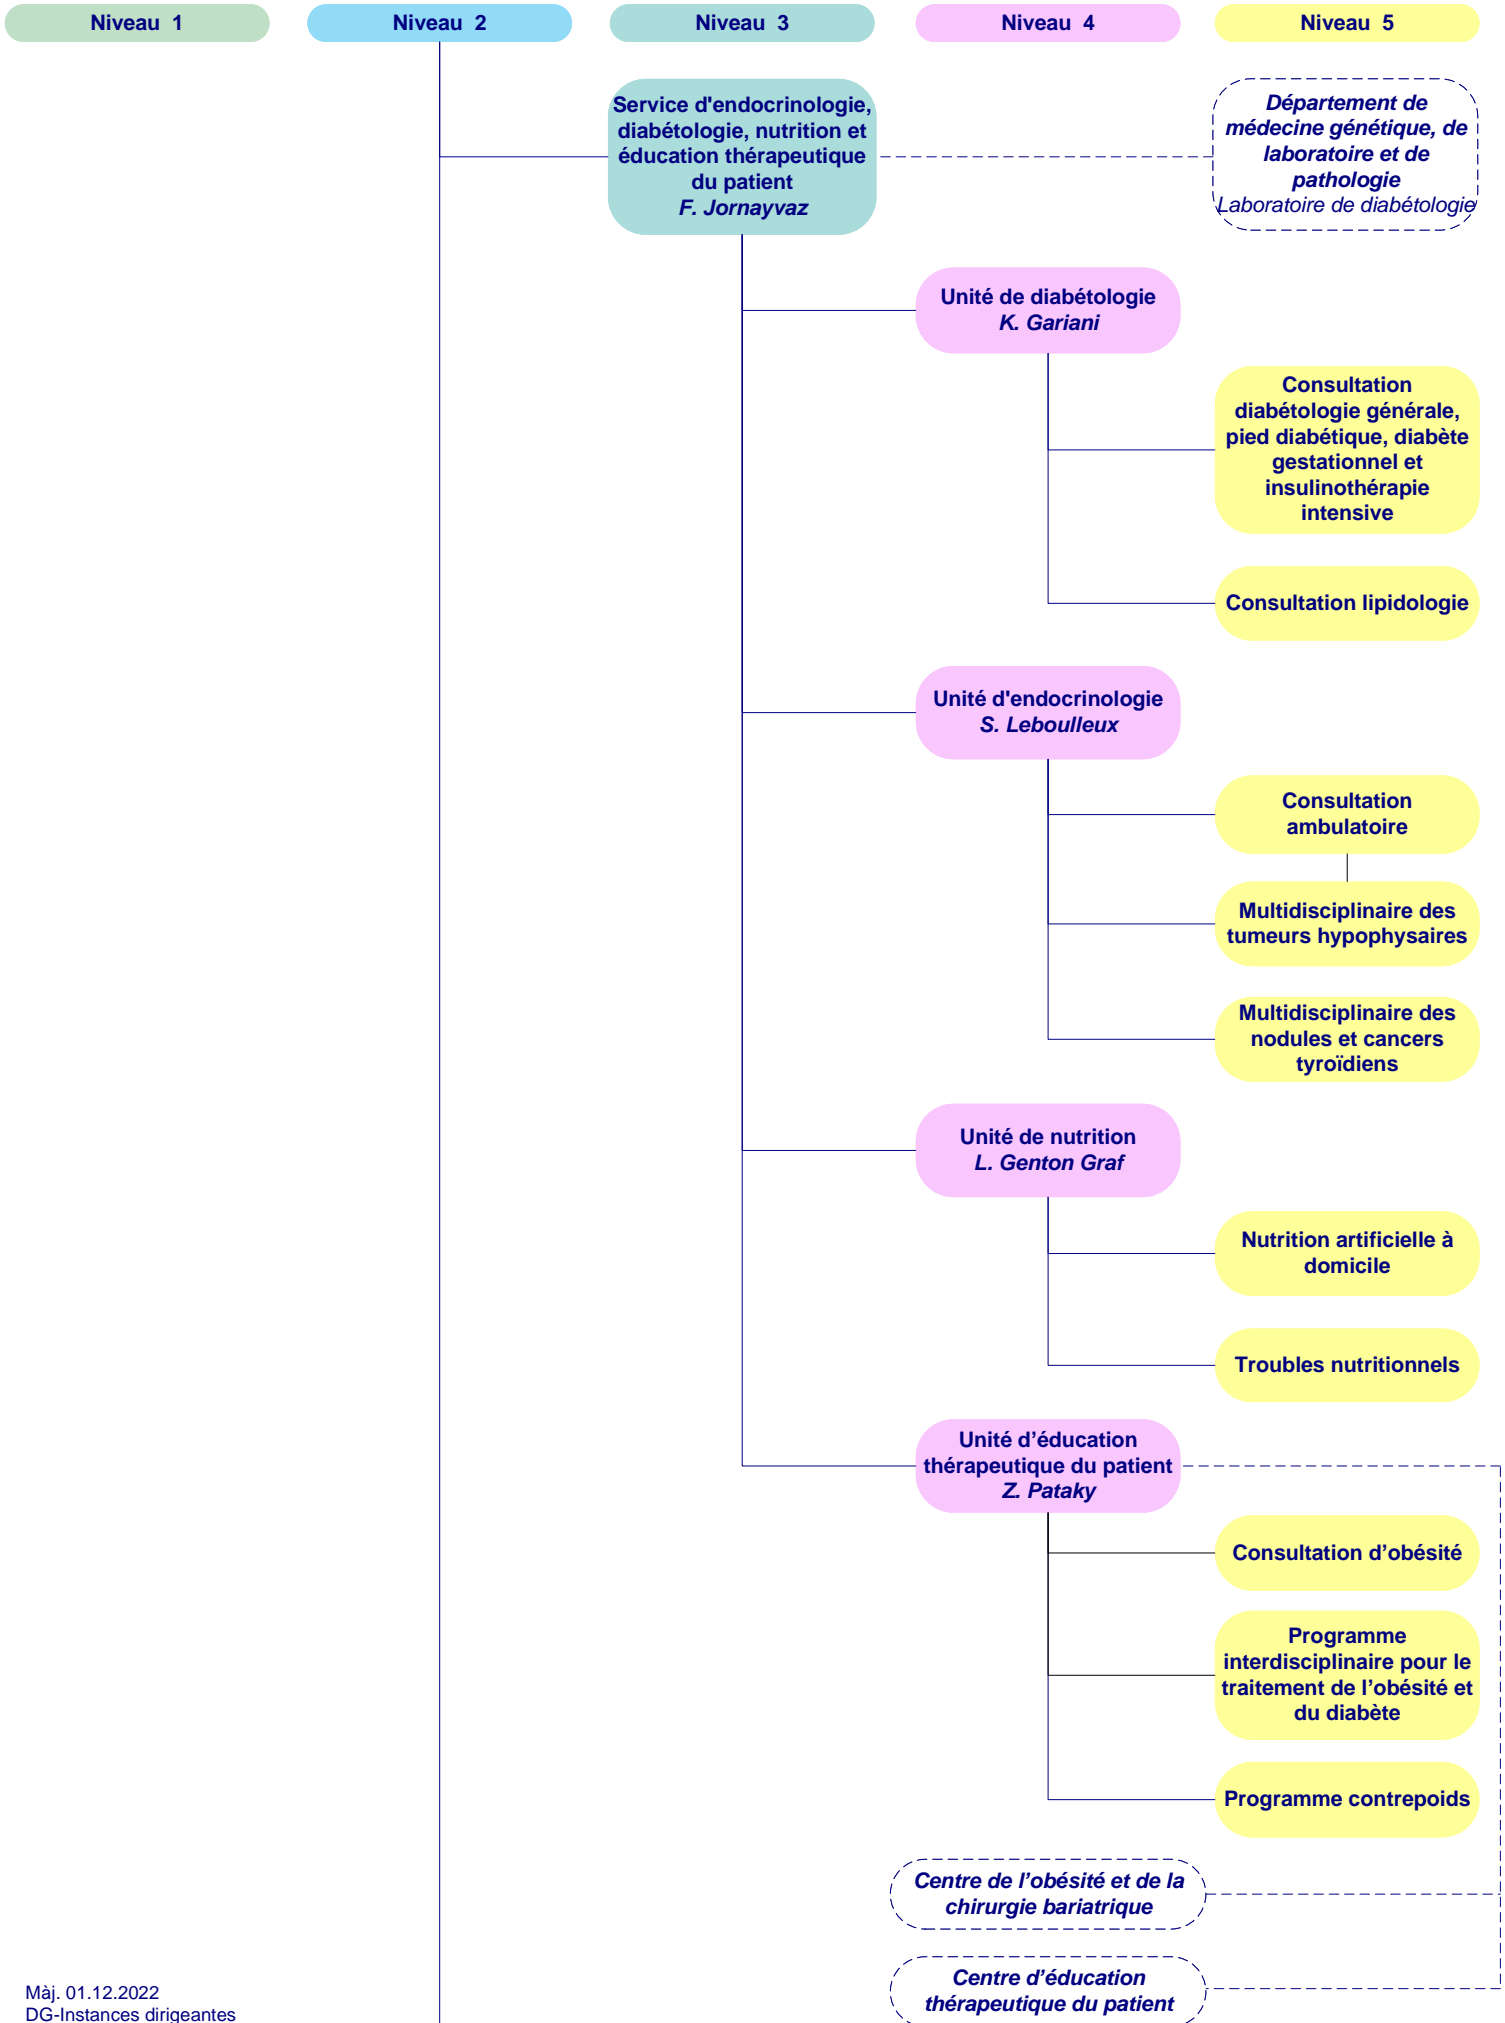 Niveau 1
Niveau 2
Niveau 3
Niveau 4
Niveau 5
Service d'endocrinologie,
diabétologie, nutrition et
éducation thérapeutique
du patient
F. Jornayvaz
Département de
médecine génétique, de
laboratoire et de
pathologie
Laboratoire de diabétologie
Unité de diabétologie
K. Gariani
Consultation
diabétologie générale,
pied diabétique, diabète
gestationnel et
insulinothérapie
intensive
Consultation lipidologie
Unité d'endocrinologie
S. Leboulleux
Consultation
ambulatoire
Multidisciplinaire des
tumeurs hypophysaires
Multidisciplinaire des
nodules et cancers
tyroïdiens
Unité de nutrition
L. Genton Graf
Nutrition artificielle à
domicile
Troubles nutritionnels
Unité d’éducation
thérapeutique du patient
Z. Pataky
Consultation d’obésité
Programme
interdisciplinaire pour le
traitement de l’obésité et
du diabète
Programme contrepoids
Centre de l’obésité et de la
chirurgie bariatrique
Centre d’éducation
thérapeutique du patient
Màj. 01.12.2022
DG-Instances dirigeantes